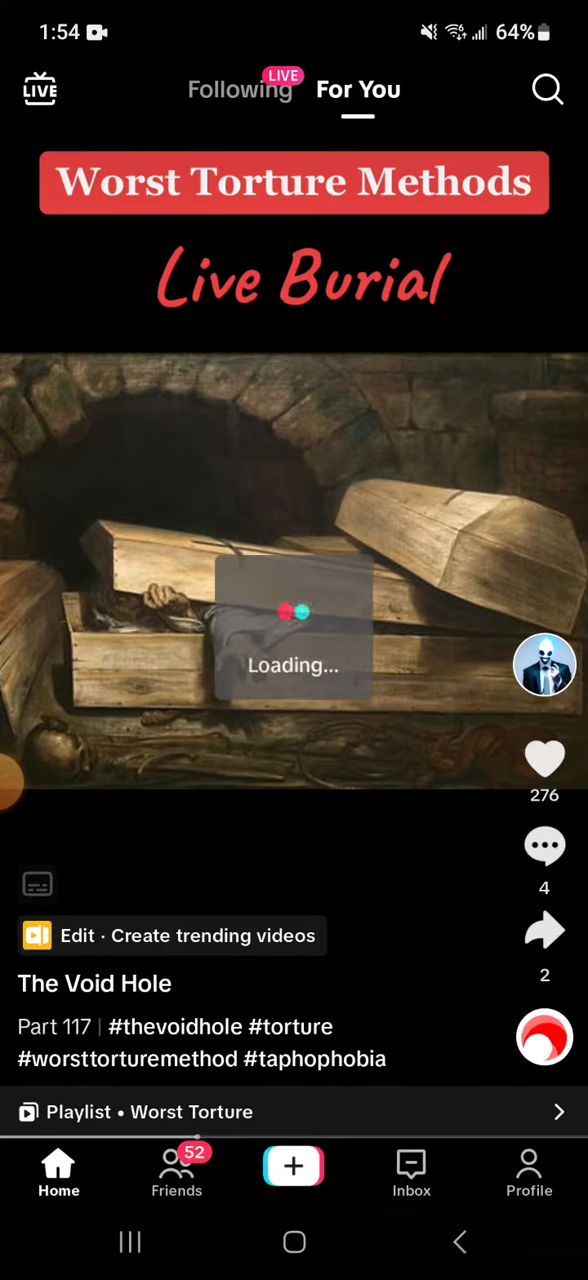 1:54
64%
LIVE
Following
LIVE
For You
Worst Torture Methods
Live Burial
Loading...
276
4
Edit · Create trending videos
2
The Void Hole
Part 117 | #thevoidhole #torture
#worsttorturemethod #taphophobia
Playlist • Worst Torture
52
Home
Friends
Inbox
Profile